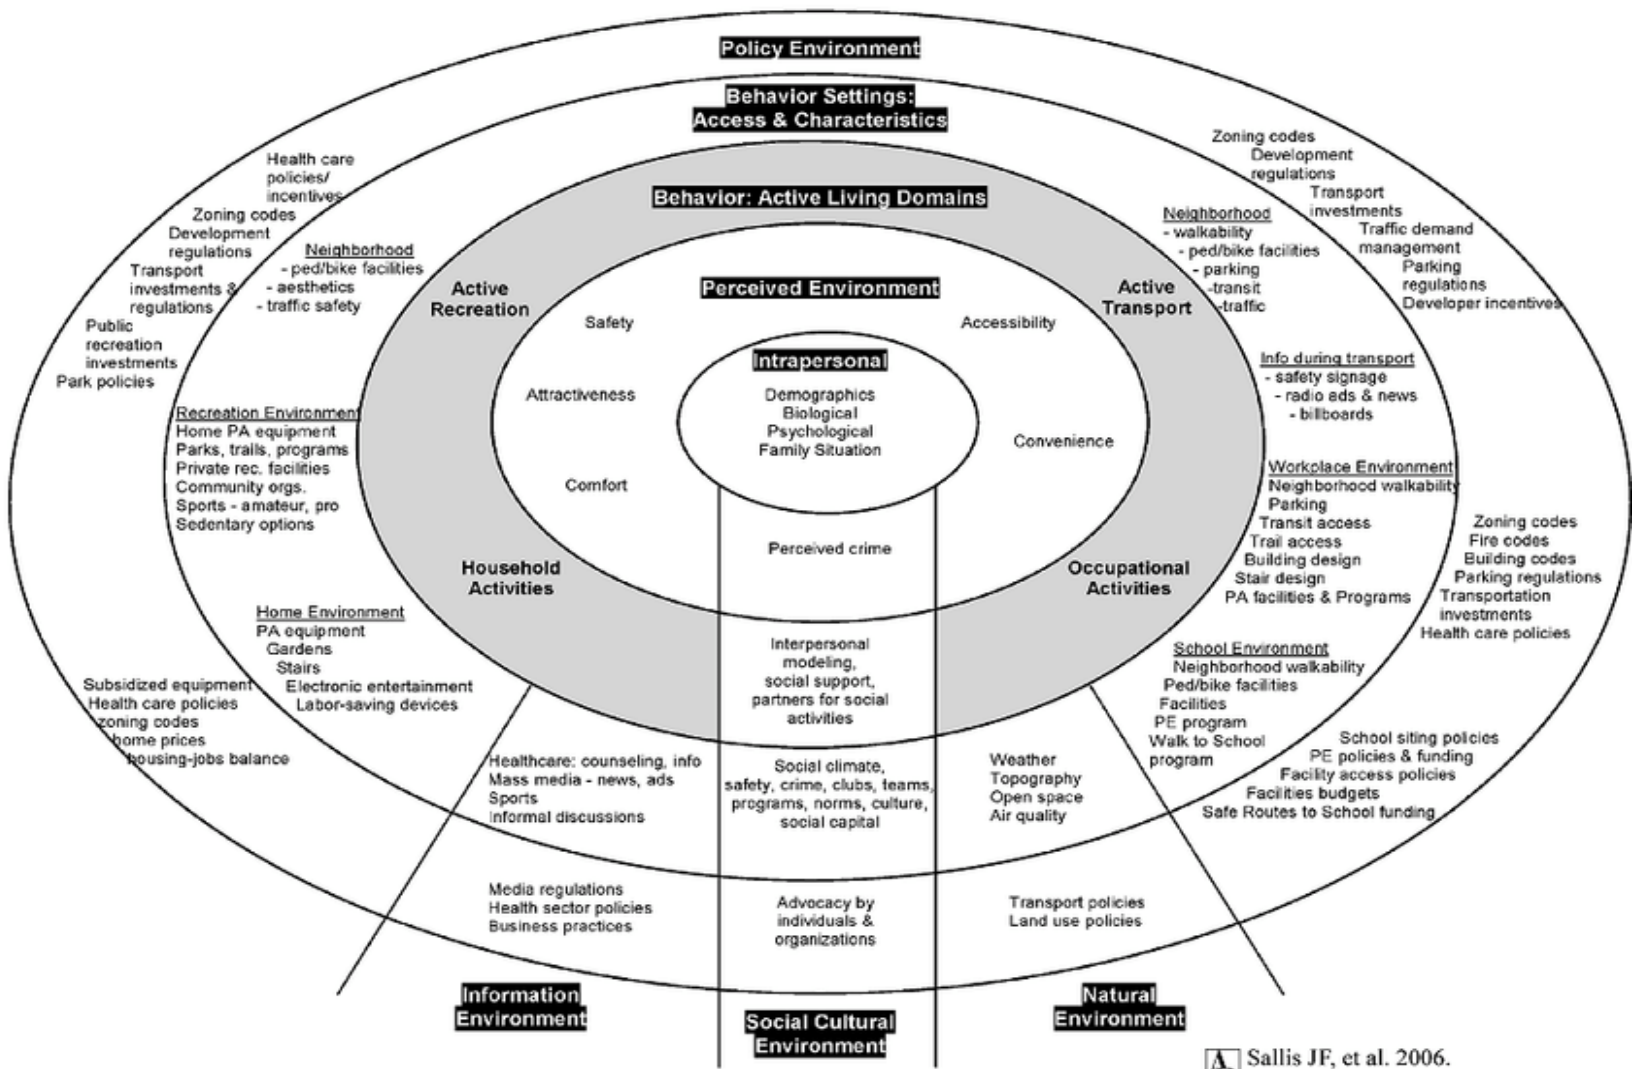 Policy Environment
Behavior Settings:
Access & Characteristics
Behavior: Active Living Domains
Health care
policies/
incentives
Zoning codes
Development
regulations
Transport
investments &
regulations
Public
recreation
investments
Park policies
Neighborhood
- ped/bike facilities
- aesthetics
- traffic safety
Active
Recreation
Perceived Environment
Safety
Accessibility
Attractiveness
Convenience
Comfort
Perceived crime
Intrapersonal
Demographics
Biological
Psychological
Family Situation
Active
Transport
Neighborhood
- walkability
- ped/bike facilities
- parking
-transit
-traffic
Zoning codes
Development
regulations
Transport
investments
Traffic demand
management
Parking
regulations
Developer incentives
Info during transport
- safety signage
- radio ads & news
- billboards
Recreation Environment
Home PA equipment
Parks, trails, programs
Private rec. facilities
Community orgs.
Sports - amateur, pro
Sedentary options
Workplace Environment
Neighborhood walkability
Parking
Transit access
Trail access
Building design
Stair design
PA facilities & Programs
Zoning codes
Fire codes
Building codes
Parking regulations
Transportation
investments
Health care policies
Household
Activities
Occupational
Activities
Home Environment
PA equipment
Gardens
Stairs
Electronic entertainment
Labor-saving devices
Subsidized equipment
Health care policies
zoning codes
home prices
housing-jobs balance
Interpersonal
modeling,
social support,
partners for social
activities
School Environment
Neighborhood walkability
Ped/bike facilities
Facilities
PE program
Walk to School
program
School siting policies
PE policies & funding
Facility access policies
Facilities budgets
Safe Routes to School funding
Healthcare: counseling, info
Mass media - news, ads
Sports
Informal discussions
Social climate,
safety, crime, clubs, teams,
programs, norms, culture,
social capital
Weather
Topography
Open space
Air quality
Media regulations
Health sector policies
Business practices
Advocacy by
individuals &
organizations
Transport policies
Land use policies
Information
Environment
Social Cultural
Environment
Natural
Environment
A Sallis JF, et al. 2006.